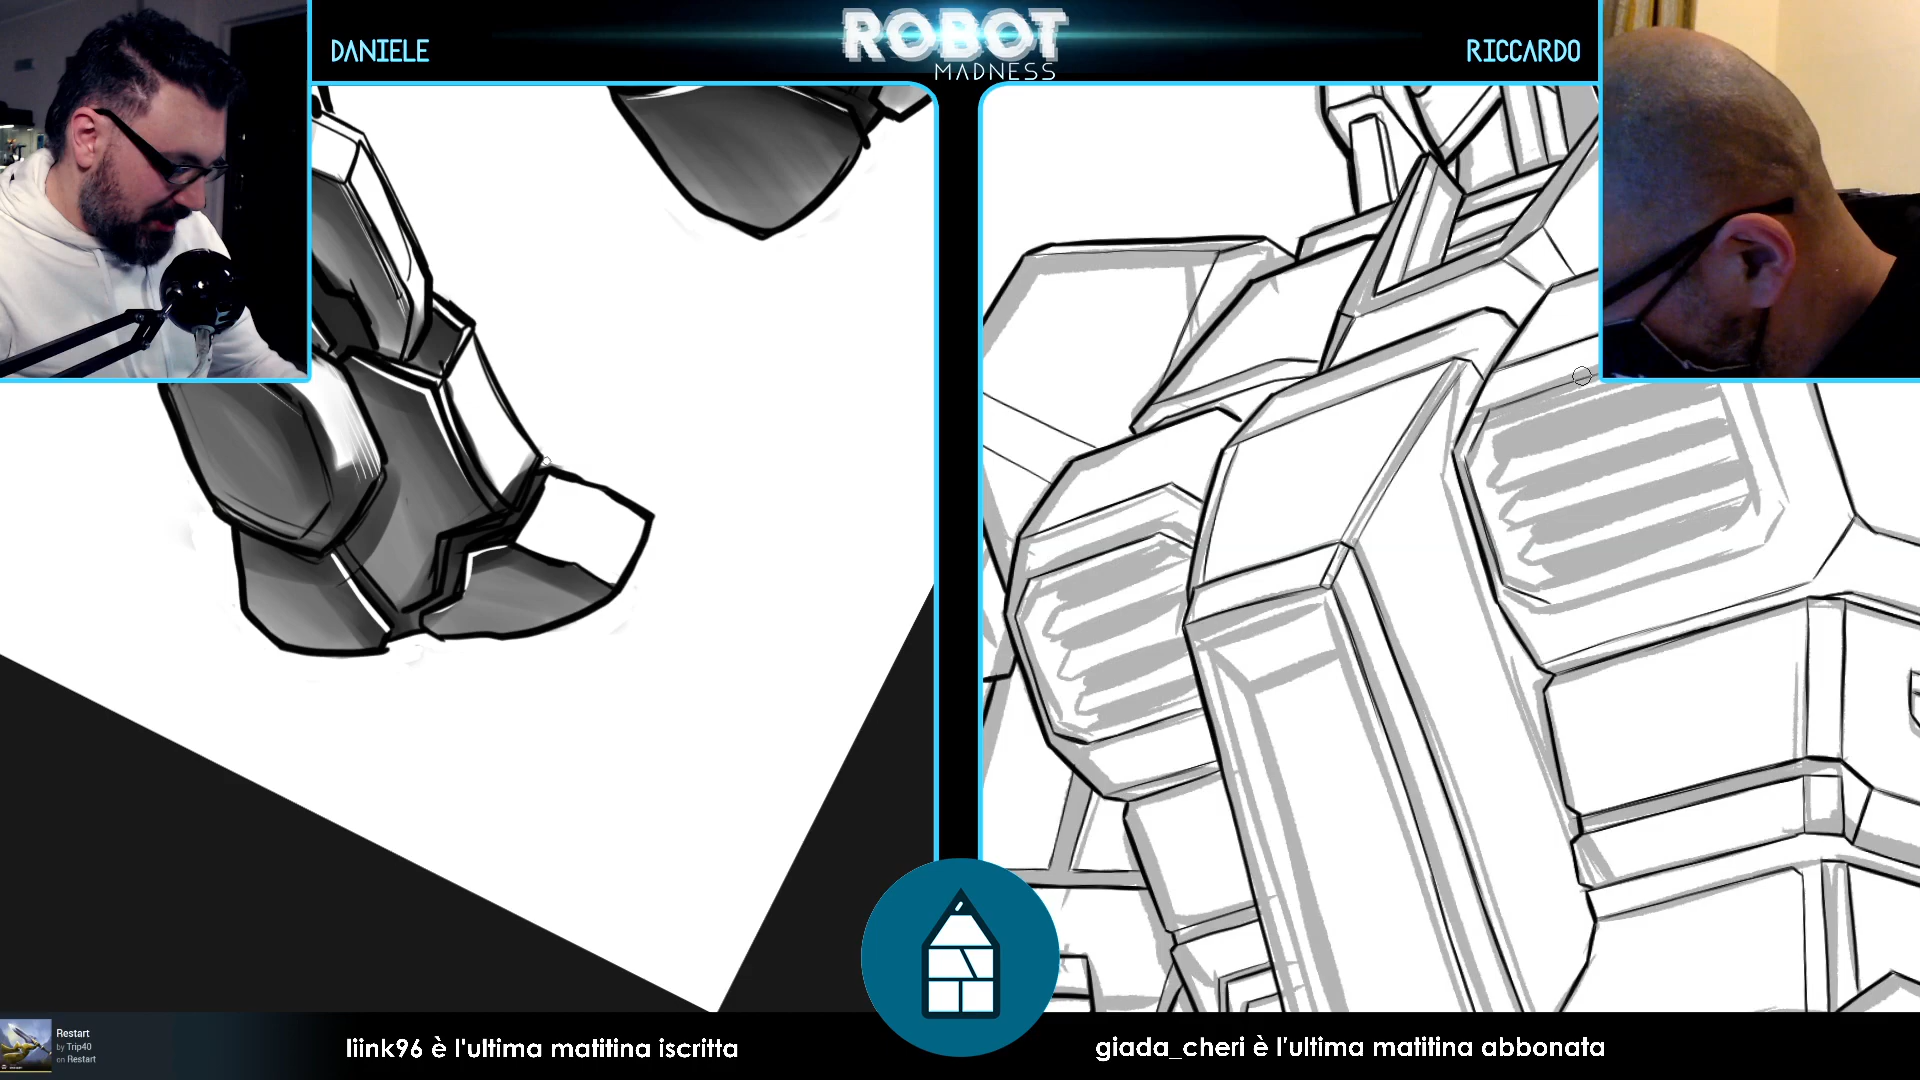 DANIELE
ROBOT
MADNESS
RICCARDO
Restart
by Trip40
on Restart
liink96 è l'ultima matitina iscritta
giada_cheri è l'ultima matitina abbonata